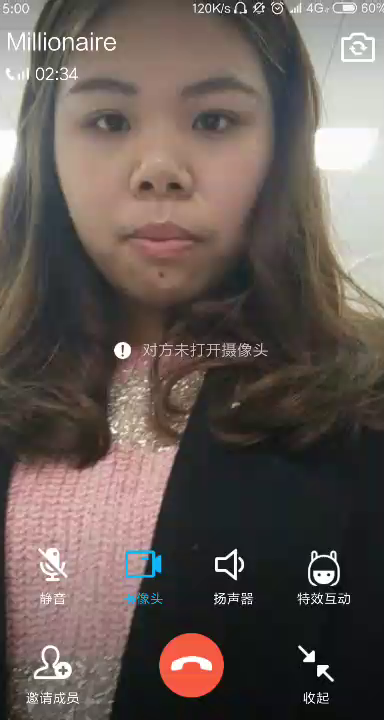 5:00
120K/s
4G
60%
Millionaire
02:34
对方未打开摄像头
静音
摄像头
扬声器
特效互动
邀请成员
收起